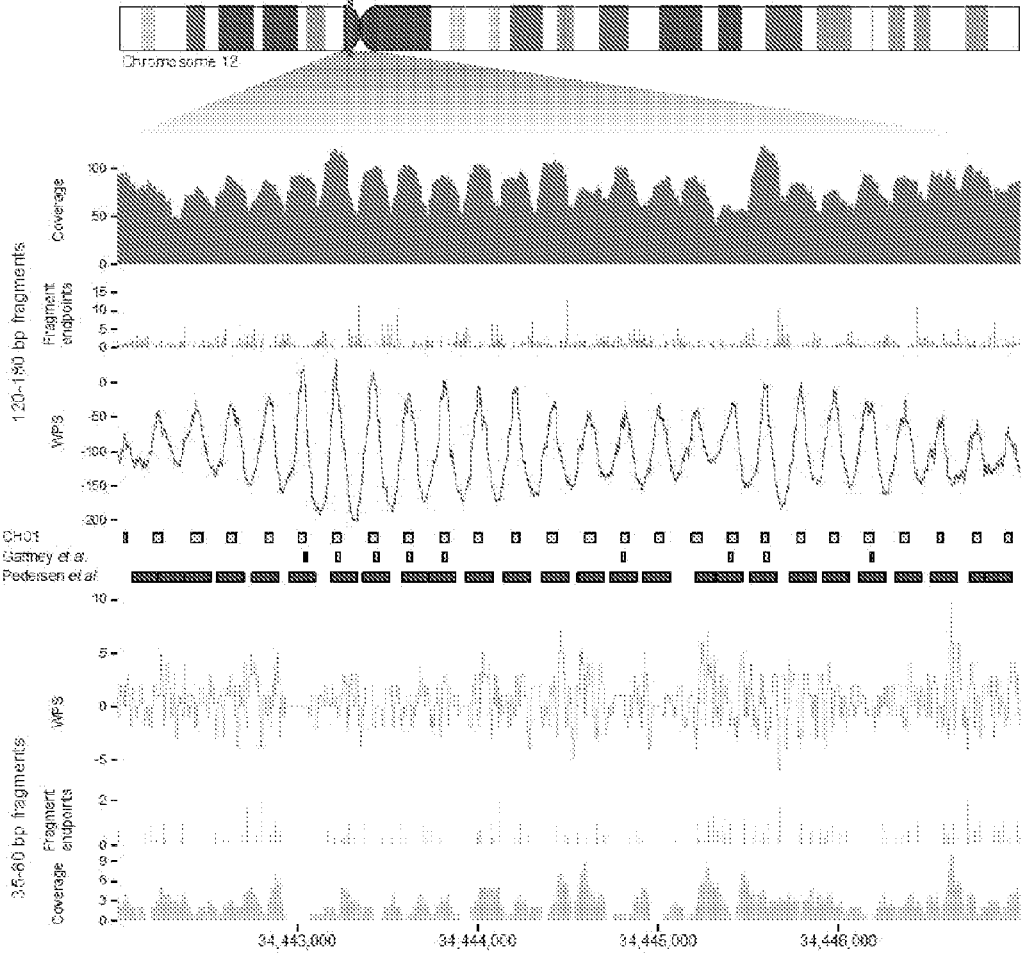 Chromosome 12
100
50
0
Coverage
15
10
5
0
Fragment endpoints
120-180 bp fragments
0
-50
-100
-150
-200
WPS
CH01
Gaffney et al.
Pedersen et al.
10
5
0
-5
WPS
35-80 bp fragments
2
0
Fragment endpoints
9
6
3
0
Coverage
34,443,000
34,444,000
34,445,000
34,446,000